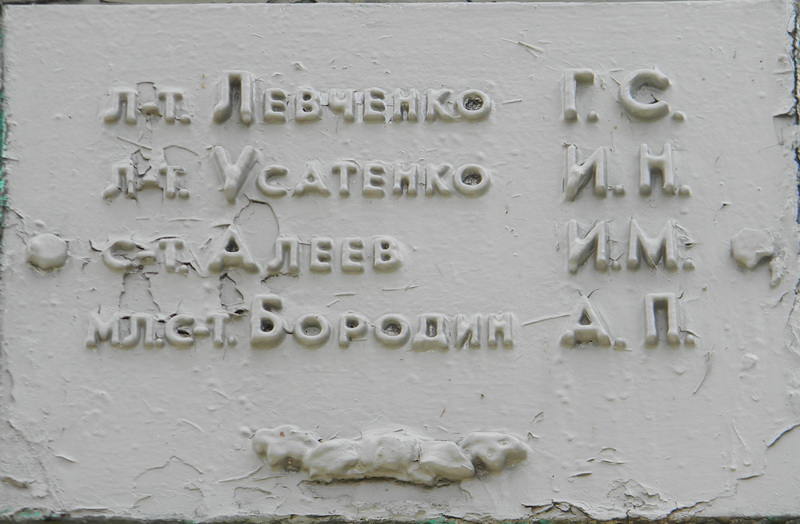 Л-Т. ЛЕВЧЕНКО Г. С.
Л-Т. УСАТЕНКО И. Н.
С-Т. АЛЕЕВ И. М.
МЛ.С-Т. БОРОДИН А. П.